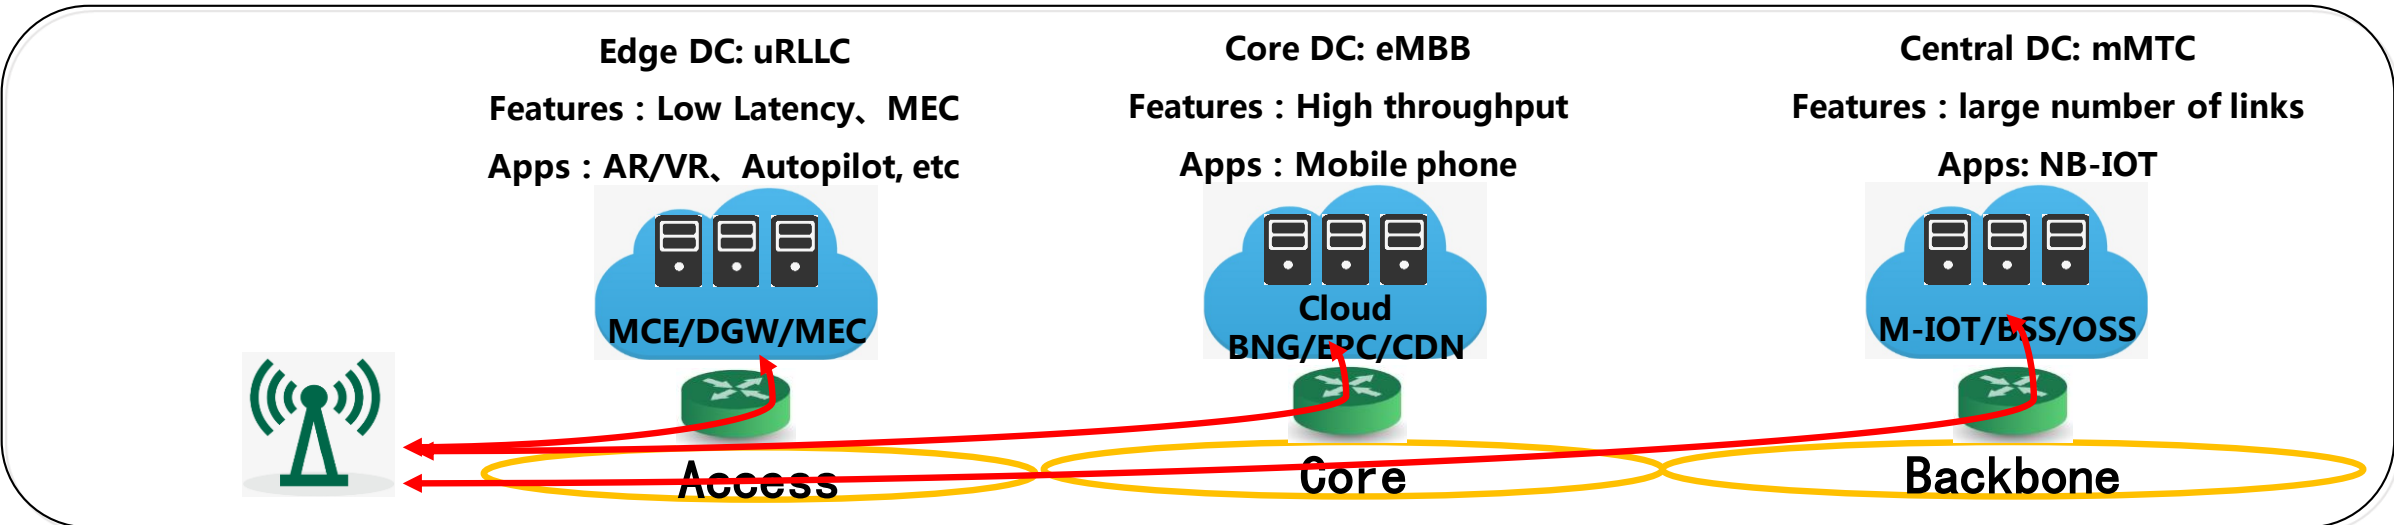 Edge DC: uRLLC
Features：Low Latency、MEC
Apps：AR/VR、Autopilot, etc
MCE/DGW/MEC
Core DC: eMBB
Features：High throughput
Apps：Mobile phone
Cloud
BNG/EPC/CDN
Central DC: mMTC
Features：large number of links
Apps: NB-IOT
M-IOT/BSS/OSS
Access
Core
Backbone